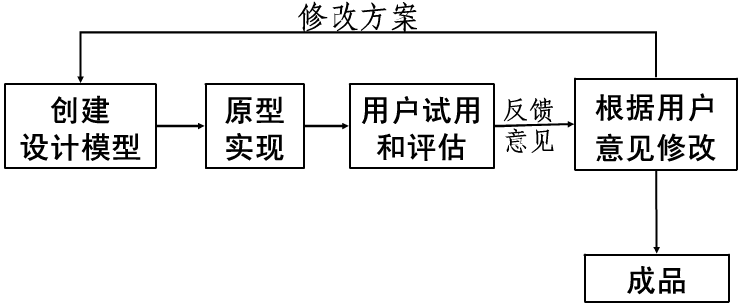 修改方案
创建
设计模型
原型
实现
用户试用
和评估
反馈
意见
根据用户
意见修改
成品